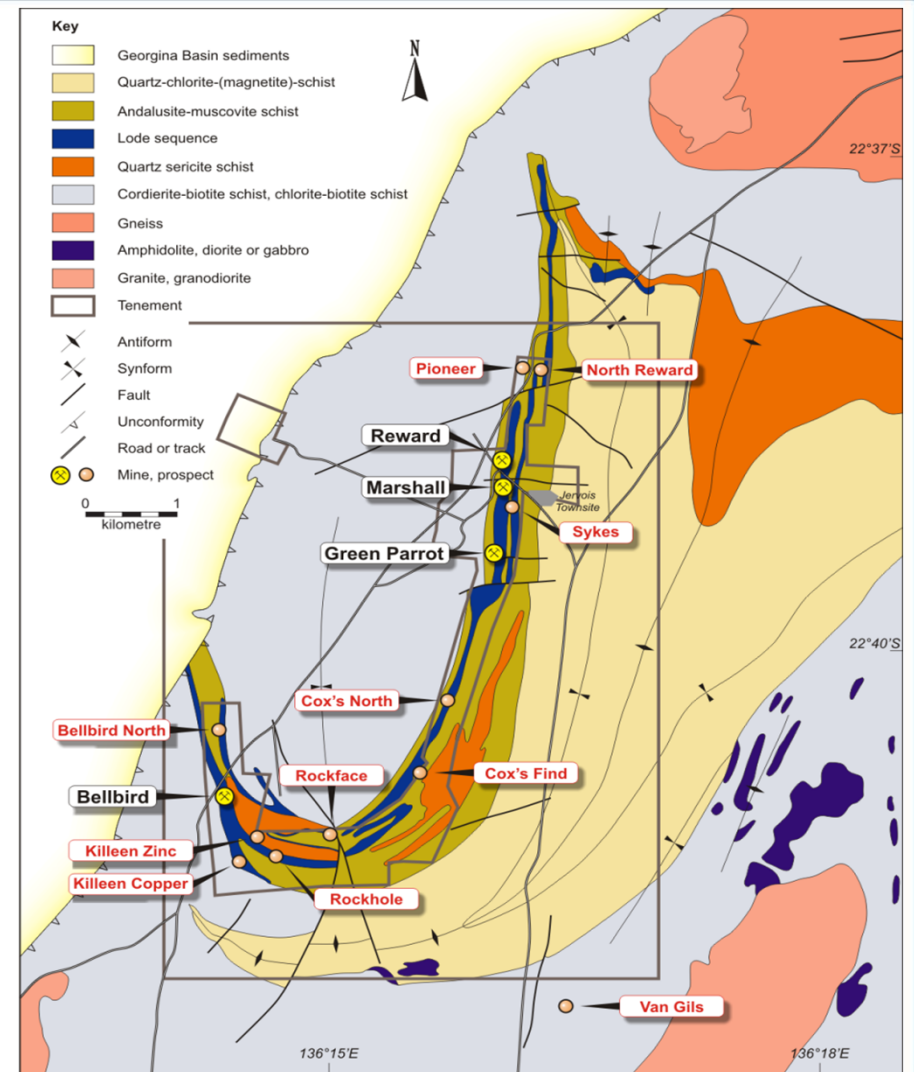 Key
Georgina Basin sediments
Quartz-chlorite-(magnetite)-schist
Andalusite-muscovite schist
Lode sequence
Quartz sericite schist
Cordierite-biotite schist, chlorite-biotite schist
Gneiss
Amphidolite, diorite or gabbro
Granite, granodiorite
Tenement
Antiform
Synform
Fault
Unconformity
Road or track
Mine, prospect
0 1
kilometre
N
22°37'S
Pioneer
North Reward
Reward
Marshall
Jervois
Townsite
Sykes
Green Parrot
22°40'S
Cox's North
Bellbird North
Rockface
Cox's Find
Bellbird
Killeen Zinc
Killeen Copper
Rockhole
Van Gils
136°15'E
136°18'E